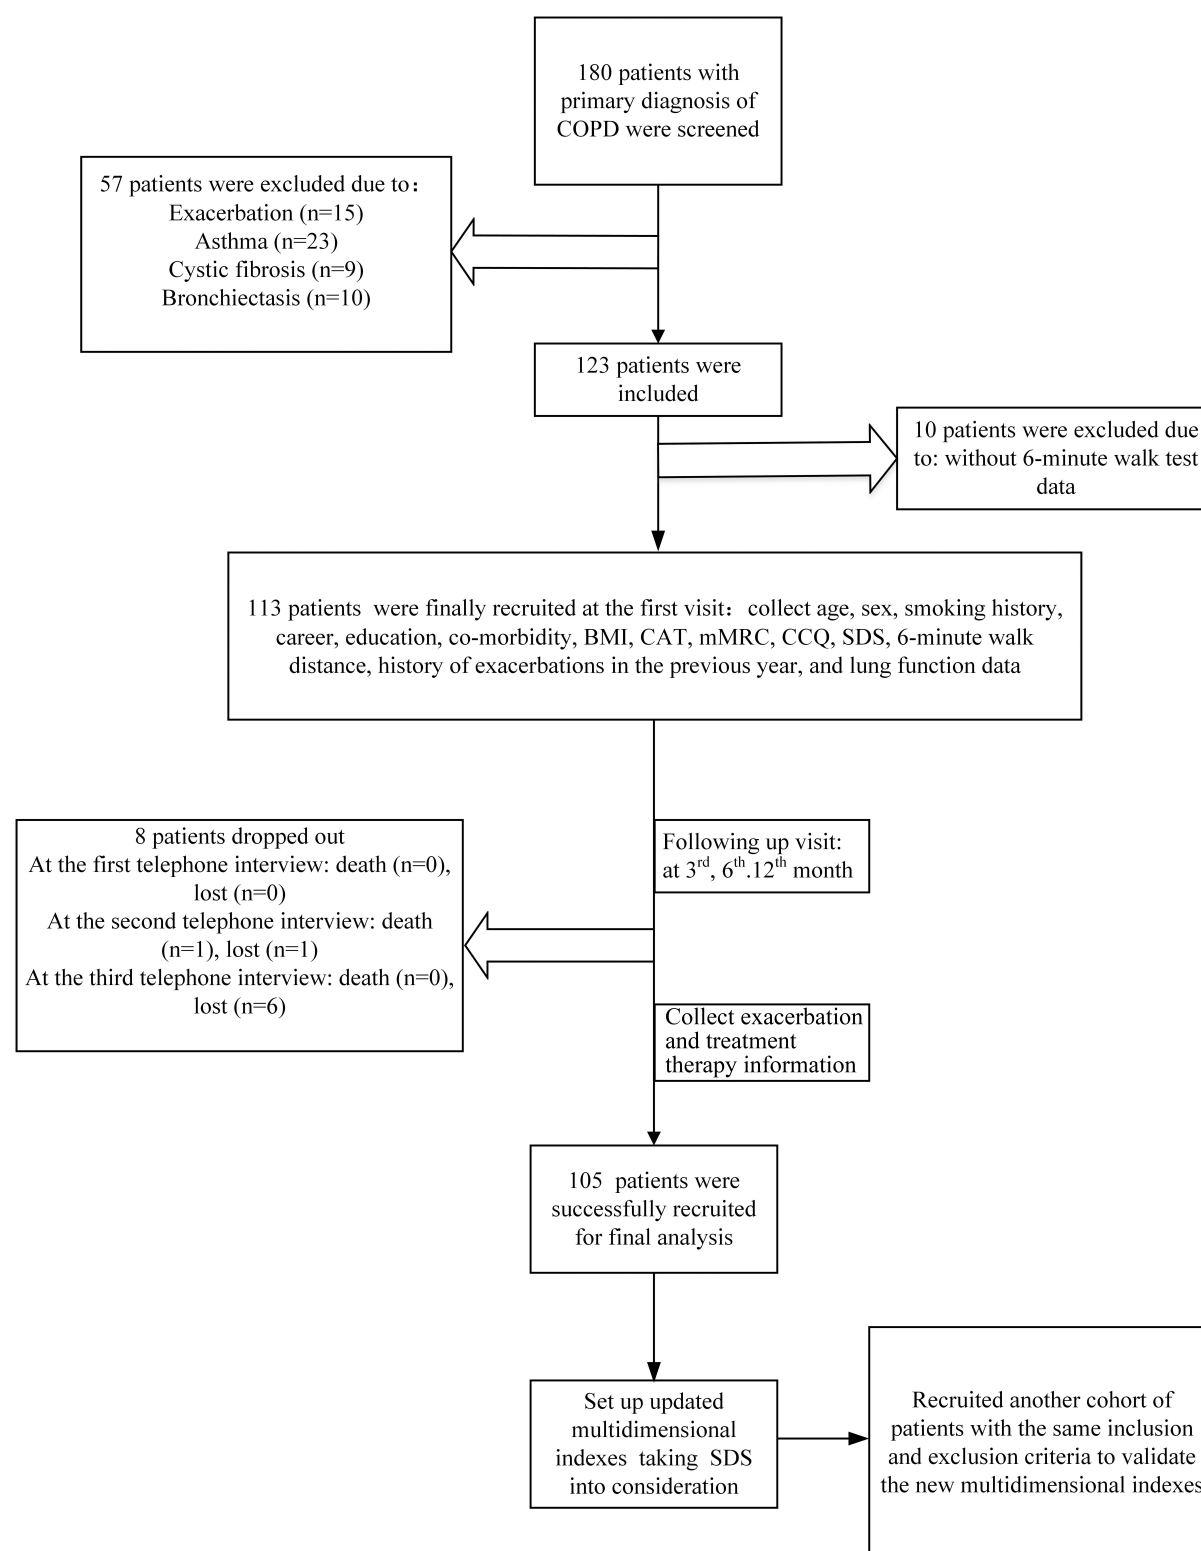 180 patients with
primary diagnosis of
COPD were screened
57 patients were excluded due to：
Exacerbation (n=15)
Asthma (n=23)
Cystic fibrosis (n=9)
Bronchiectasis (n=10)
123 patients were
included
10 patients were excluded due
to: without 6-minute walk test
data
113 patients were finally recruited at the first visit：collect age, sex, smoking history,
career, education, co-morbidity, BMI, CAT, mMRC, CCQ, SDS, 6-minute walk
distance, history of exacerbations in the previous year, and lung function data
8 patients dropped out
At the first telephone interview: death (n=0),
lost (n=0)
At the second telephone interview: death
(n=1), lost (n=1)
At the third telephone interview: death (n=0),
lost (n=6)
Following up visit:
at 3rd, 6th.12th month
Collect exacerbation
and treatment
therapy information
105 patients were
successfully recruited
for final analysis
Set up updated
multidimensional
indexes taking SDS
into consideration
Recruited another cohort of
patients with the same inclusion
and exclusion criteria to validate
the new multidimensional indexes